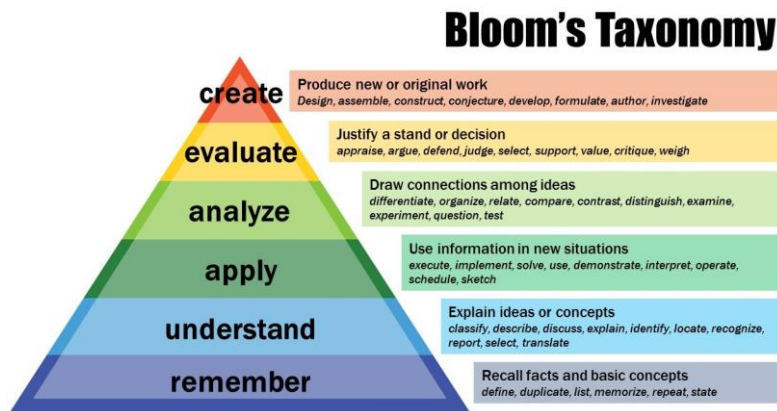 Bloom's Taxonomy
create
Produce new or original work
Design, assemble, construct, conjecture, develop, formulate, author, investigate
evaluate
Justify a stand or decision
appraise, argue, defend, judge, select, support, value, critique, weigh
analyze
Draw connections among ideas
differentiate, organize, relate, compare, contrast, distinguish, examine,
experiment, question, test
apply
Use information in new situations
execute, implement, solve, use, demonstrate, interpret, operate,
schedule, sketch
understand
Explain ideas or concepts
classify, describe, discuss, explain, identify, locate, recognize,
report, select, translate
remember
Recall facts and basic concepts
define, duplicate, list, memorize, repeat, state